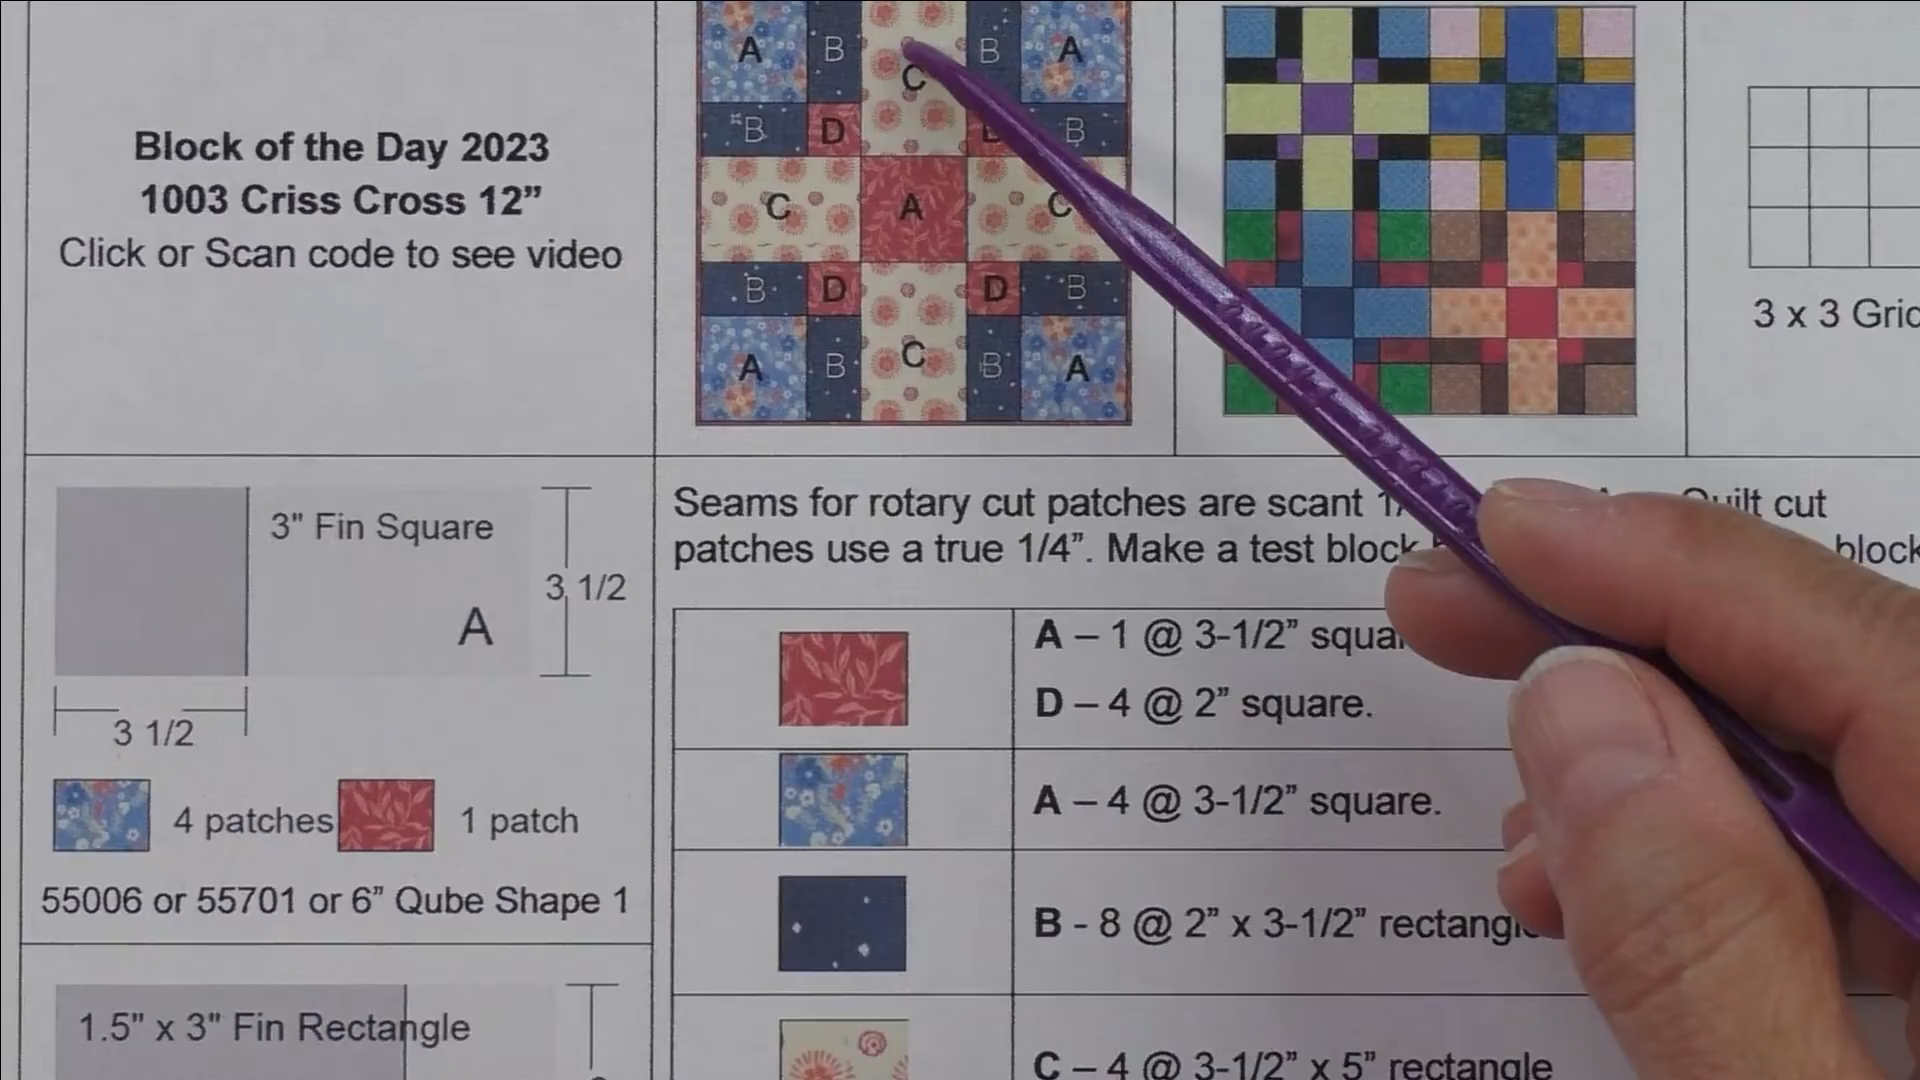 Block of the Day 2023
1003 Criss Cross 12”
Click or Scan code to see video
A B B A
C
B D B
C A C
B D D B
A B C B A
3 x 3 Grid
3" Fin Square
A
3 1/2
3 1/2
4 patches 1 patch
55006 or 55701 or 6” Qube Shape 1
1.5" x 3" Fin Rectangle
Seams for rotary cut patches are scant Quilt cut
patches use a true 1/4”. Make a test block block
A – 1 @ 3-1/2”
D – 4 @ 2” square.
A – 4 @ 3-1/2” square.
B - 8 @ 2” x 3-1/2” rectangle
C – 4 @ 3-1/2” x 5” rectangle